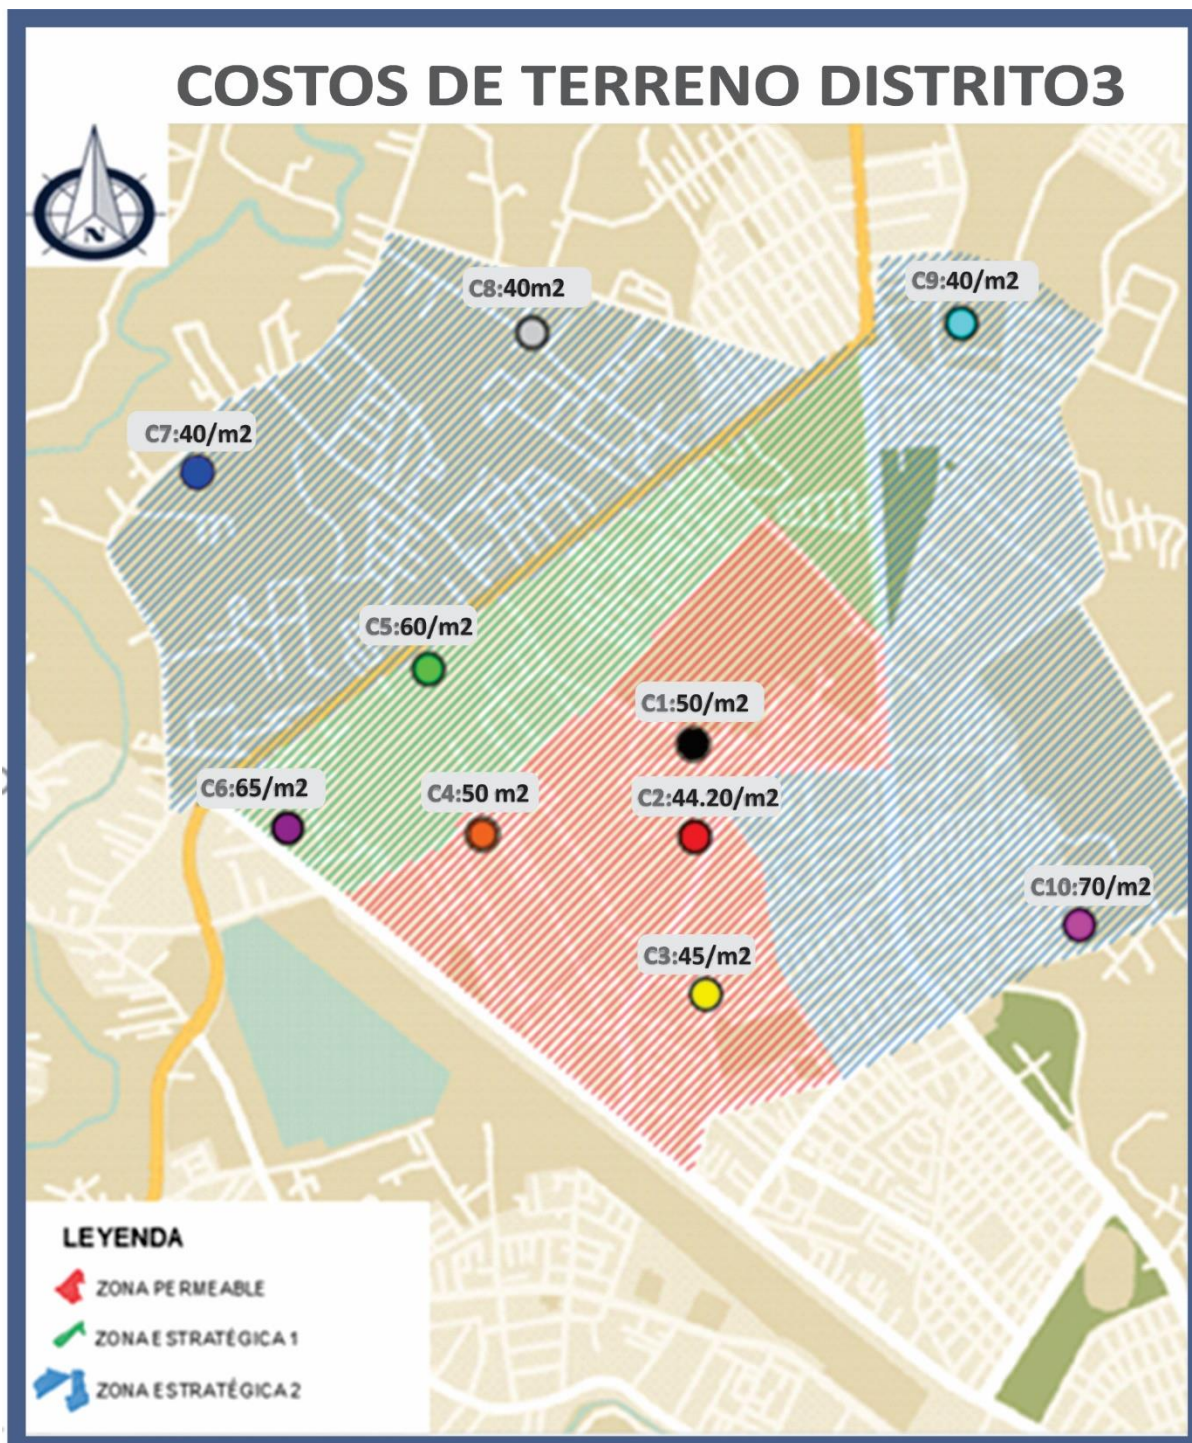 COSTOS DE TERRENO DISTRITO3
N
C8:40m2
C9:40/m2
C7:40/m2
C5:60/m2
C1:50/m2
C6:65/m2
C4:50 m2
C2:44.20/m2
C10:70/m2
C3:45/m2
LEYENDA
ZONA PERMEABLE
ZONA ESTRATÉGICA 1
ZONA ESTRATÉGICA 2